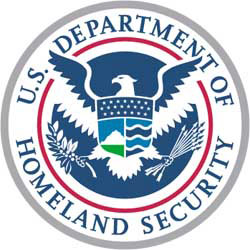 U.S. DEPARTMENT OF
HOMELAND SECURITY